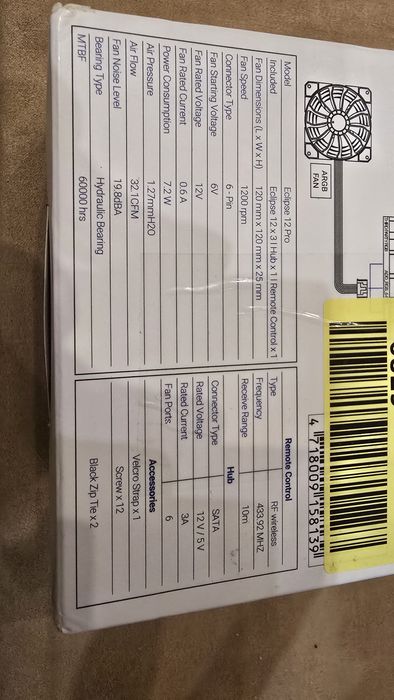 ARGB
FAN
Model Eclipse 12 Pro
Included Eclipse 12 x 3 | Hub x 1 | Remote Control x 1
Fan Dimensions (L x W x H) 120 mm x 120 mm x 25 mm
Fan Speed 1200 rpm
Connector Type 6 - Pin
Fan Starting Voltage 6V
Fan Rated Voltage 12V
Fan Rated Current 0.6 A
Power Consumption 7.2 W
Air Pressure 1.27mmH2O
Air Flow 32.1CFM
Fan Noise Level 19.8dBA
Bearing Type Hydraulic Bearing
MTBF 60000 hrs
Remote Control
Type RF wireless
Frequency 433.92 MHZ
Receive Range 10m
Hub
Connector Type SATA
Rated Voltage 12 V / 5 V
Rated Current 3A
Fan Ports 6
Accessories
Velcro Strap x 1
Screw x 12
Black Zip Tie x 2
4 718009 158139